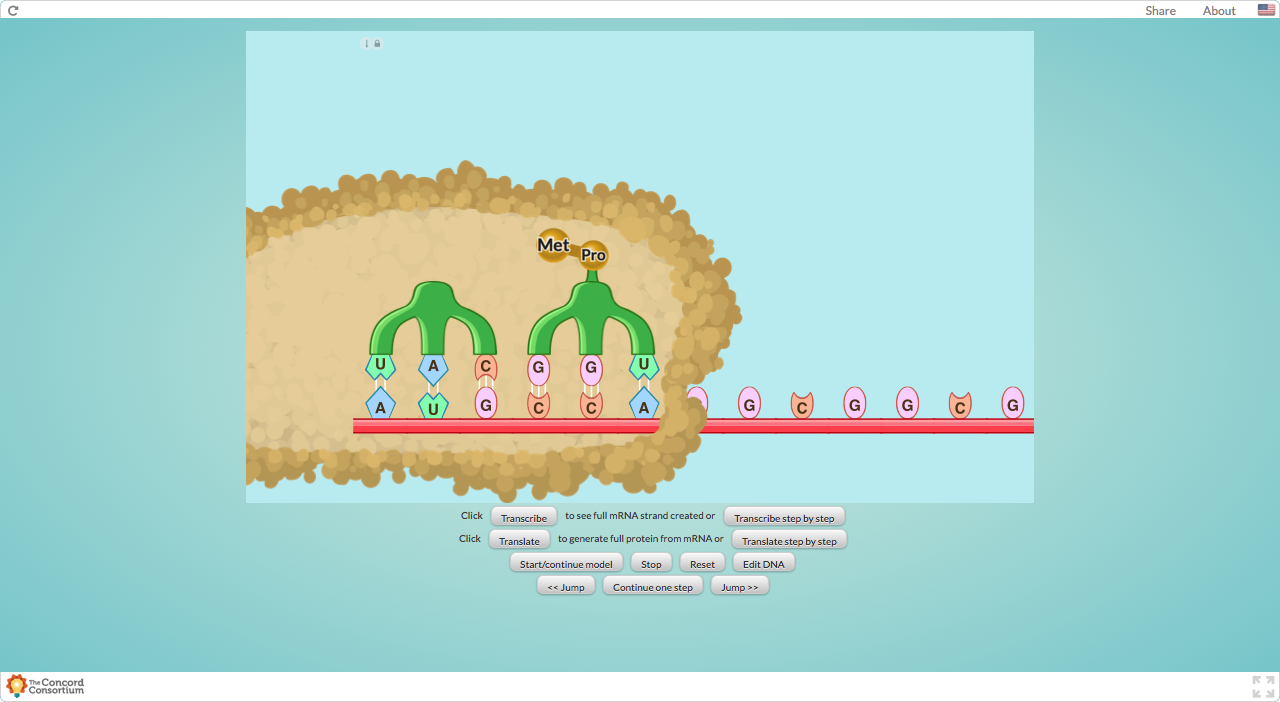 Share About
Met
Pro
U A C G G U
A U G C C A G C G G C G
Click Transcribe to see full mRNA strand created or Transcribe step by step
Click Translate to generate full protein from mRNA or Translate step by step
Start/continue model Stop Reset Edit DNA
<< Jump Continue one step Jump >>
The Concord
Consortium